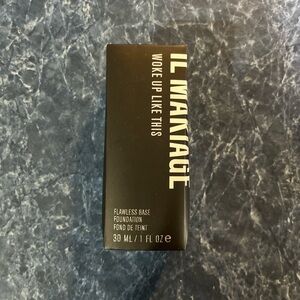 IL MAKIAGE
WOKE UP LIKE THIS
FLAWLESS BASE
FOUNDATION
FOND DE TEINT
30 ML / 1 FL OZ ℮